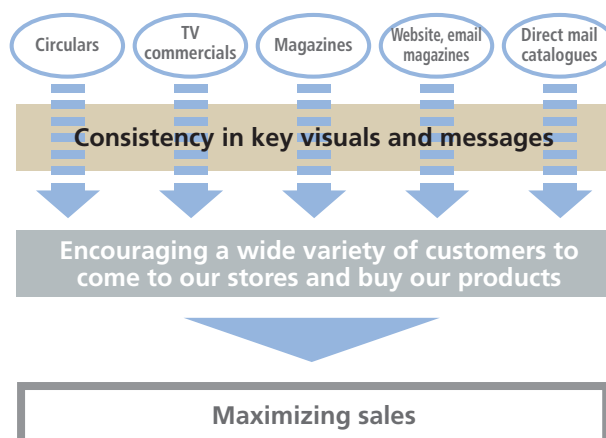 Circulars
TV
commercials
Magazines
Website, email
magazines
Direct mail
catalogues
Consistency in key visuals and messages
Encouraging a wide variety of customers to
come to our stores and buy our products
Maximizing sales